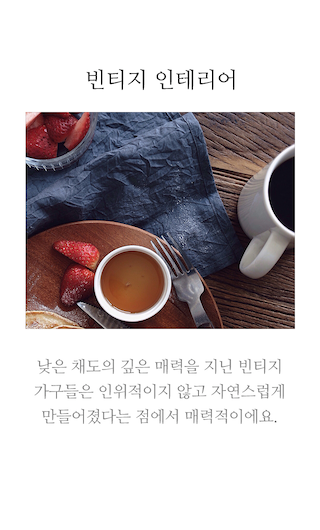 빈티지 인테리어
낮은 채도의 깊은 매력을 지닌 빈티지
가구들은 인위적이지 않고 자연스럽게
만들어졌다는 점에서 매력적이에요.